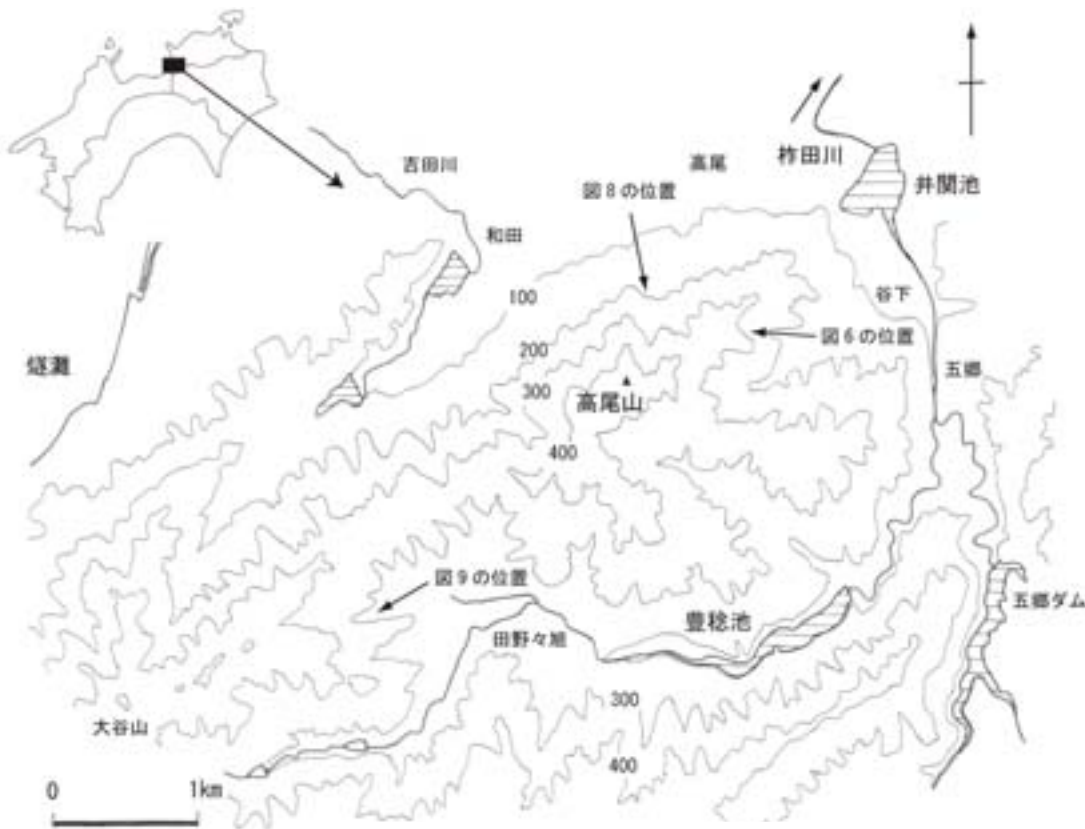 吉田川
高尾
柞田川
井関池
図8の位置
和田
100
谷下
燧灘
200
図6の位置
五郷
300
高尾山
400
図9の位置
五郷ダム
豊稔池
田野々旭
300
大谷山
400
0
1km